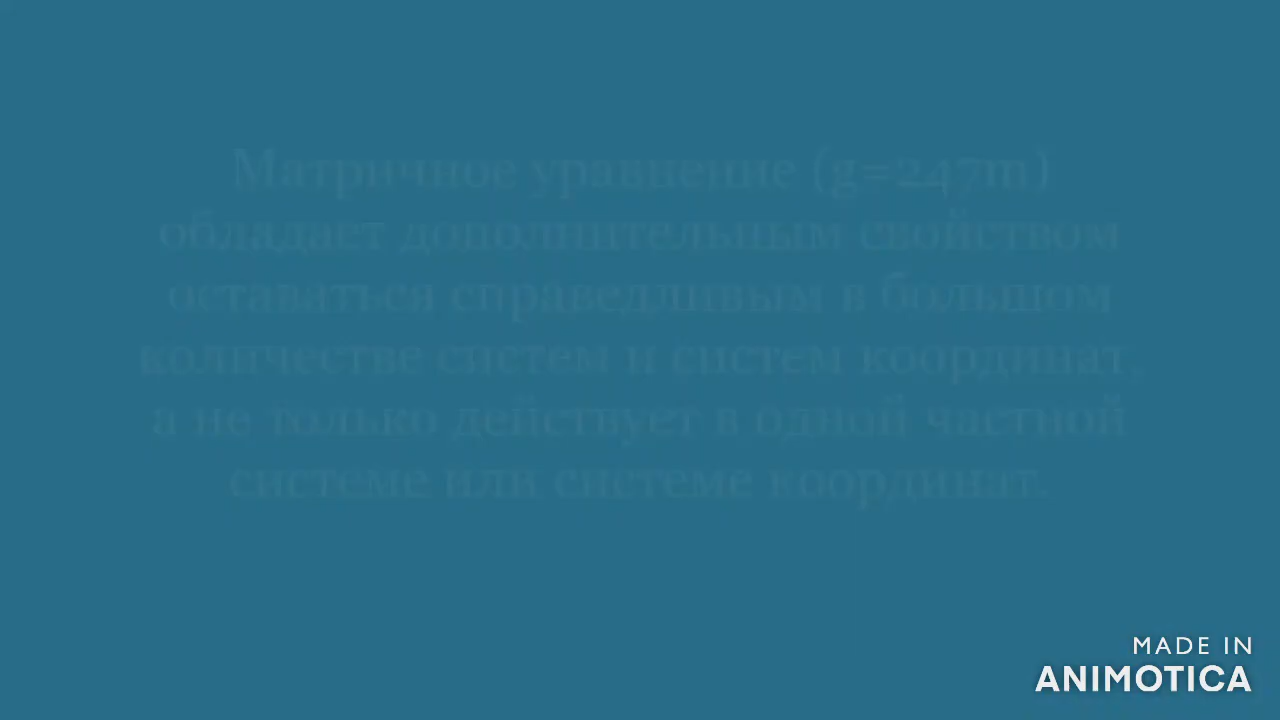 Матричное уравнение (g=247m)
обладает дополнительным свойством
оставаться справедливым в большом
количестве систем и систем координат,
а не только действует в одной частной
системе или системе координат.
MADE IN
ANIMOTICA